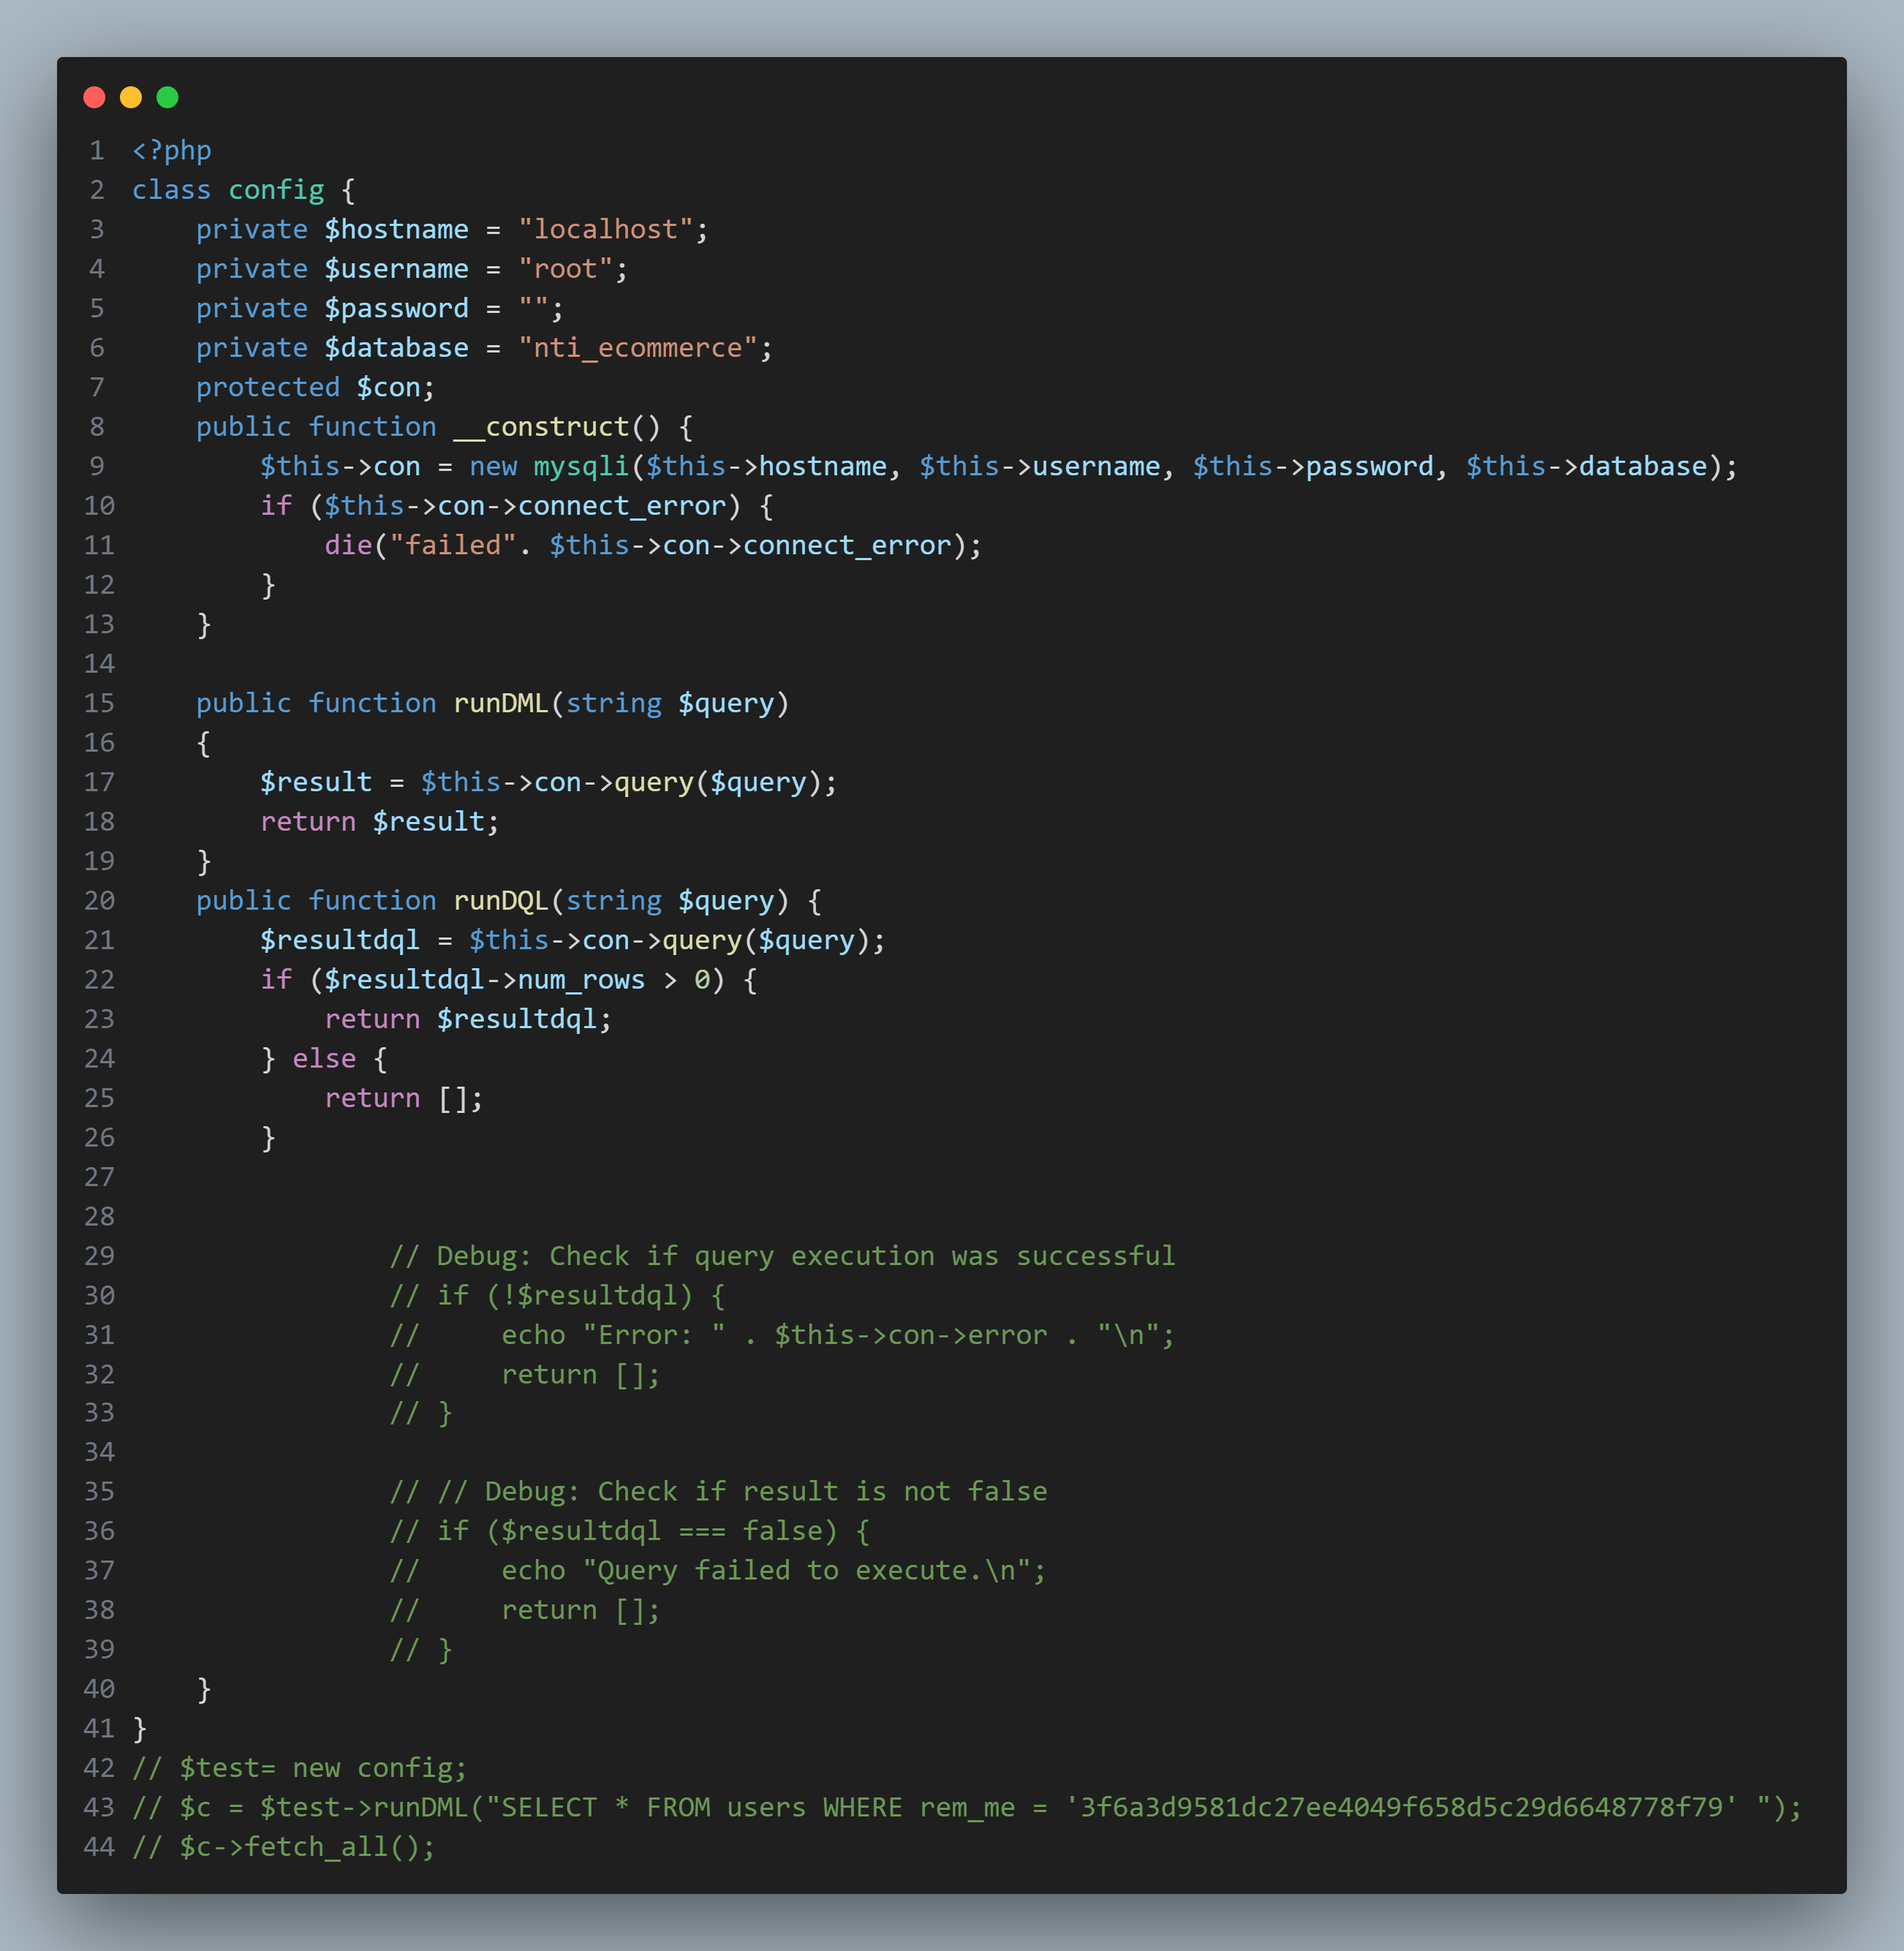 1 <?php
2 class config {
3     private $hostname = "localhost";
4     private $username = "root";
5     private $password = "";
6     private $database = "nti_ecommerce";
7     protected $con;
8     public function __construct() {
9         $this->con = new mysqli($this->hostname, $this->username, $this->password, $this->database);
10         if ($this->con->connect_error) {
11             die("failed". $this->con->connect_error);
12         }
13     }
14
15     public function runDML(string $query)
16     {
17         $result = $this->con->query($query);
18         return $result;
19     }
20     public function runDQL(string $query) {
21         $resultdql = $this->con->query($query);
22         if ($resultdql->num_rows > 0) {
23             return $resultdql;
24         } else {
25             return [];
26         }
27
28
29                 // Debug: Check if query execution was successful
30                 // if (!$resultdql) {
31                 //     echo "Error: " . $this->con->error . "\n";
32                 //     return [];
33                 // }
34
35                 // // Debug: Check if result is not false
36                 // if ($resultdql === false) {
37                 //     echo "Query failed to execute.\n";
38                 //     return [];
39                 // }
40     }
41 }
42 // $test= new config;
43 // $c = $test->runDML("SELECT * FROM users WHERE rem_me = '3f6a3d9581dc27ee4049f658d5c29d6648778f79' ");
44 // $c->fetch_all();